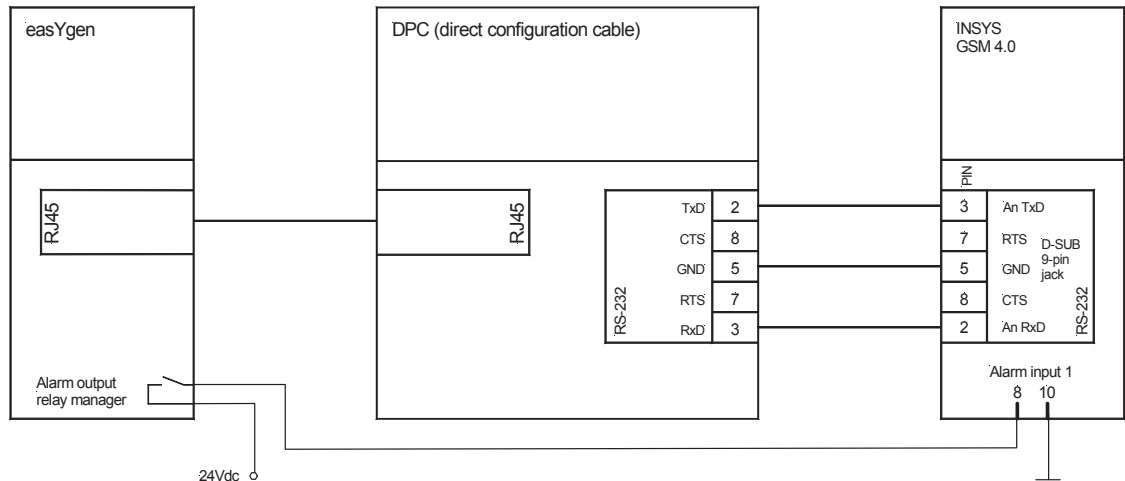 easYgen
DPC (direct configuration cable)
INSYS
GSM 4.0
RJ45
RJ45
RS-232
TxD 2
CTS 8
GND 5
RTS 7
RxD 3
PIN
3 An TxD
7 RTS
5 GND
8 CTS
2 An RxD
D-SUB
9-pin
jack
RS-232
Alarm output
relay manager
Alarm input 1
8 10
24Vdc